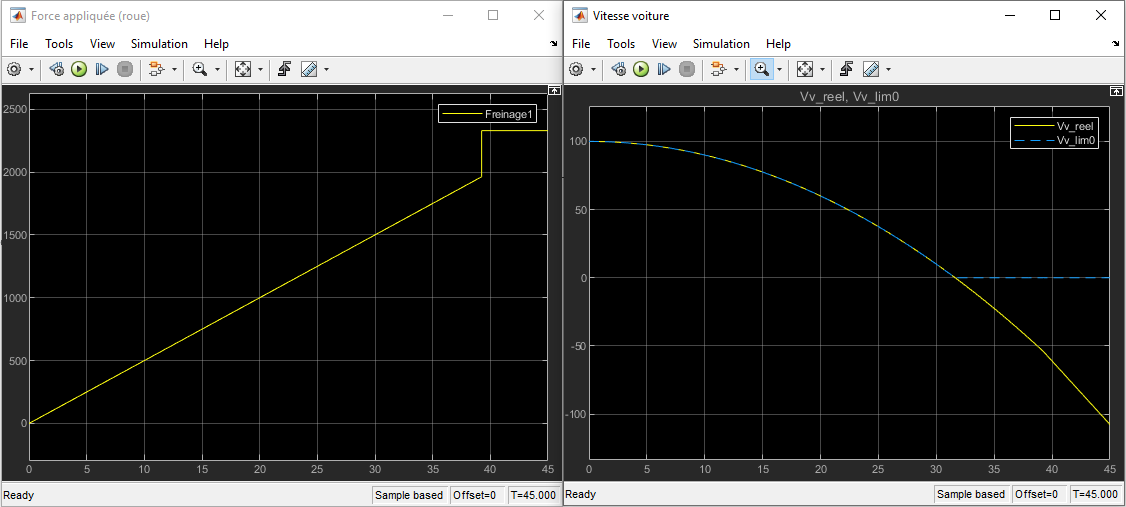 Force appliquée (roue)
File Tools View Simulation Help
Freinage1
2500
2000
1500
1000
500
0
0 5 10 15 20 25 30 35 40 45
Ready Sample based Offset=0 T=45.000
Vitesse voiture
File Tools View Simulation Help
Vv_reel, Vv_lim0
Vv_reel
Vv_lim0
100
50
0
-50
-100
0 5 10 15 20 25 30 35 40 45
Ready Sample based Offset=0 T=45.000